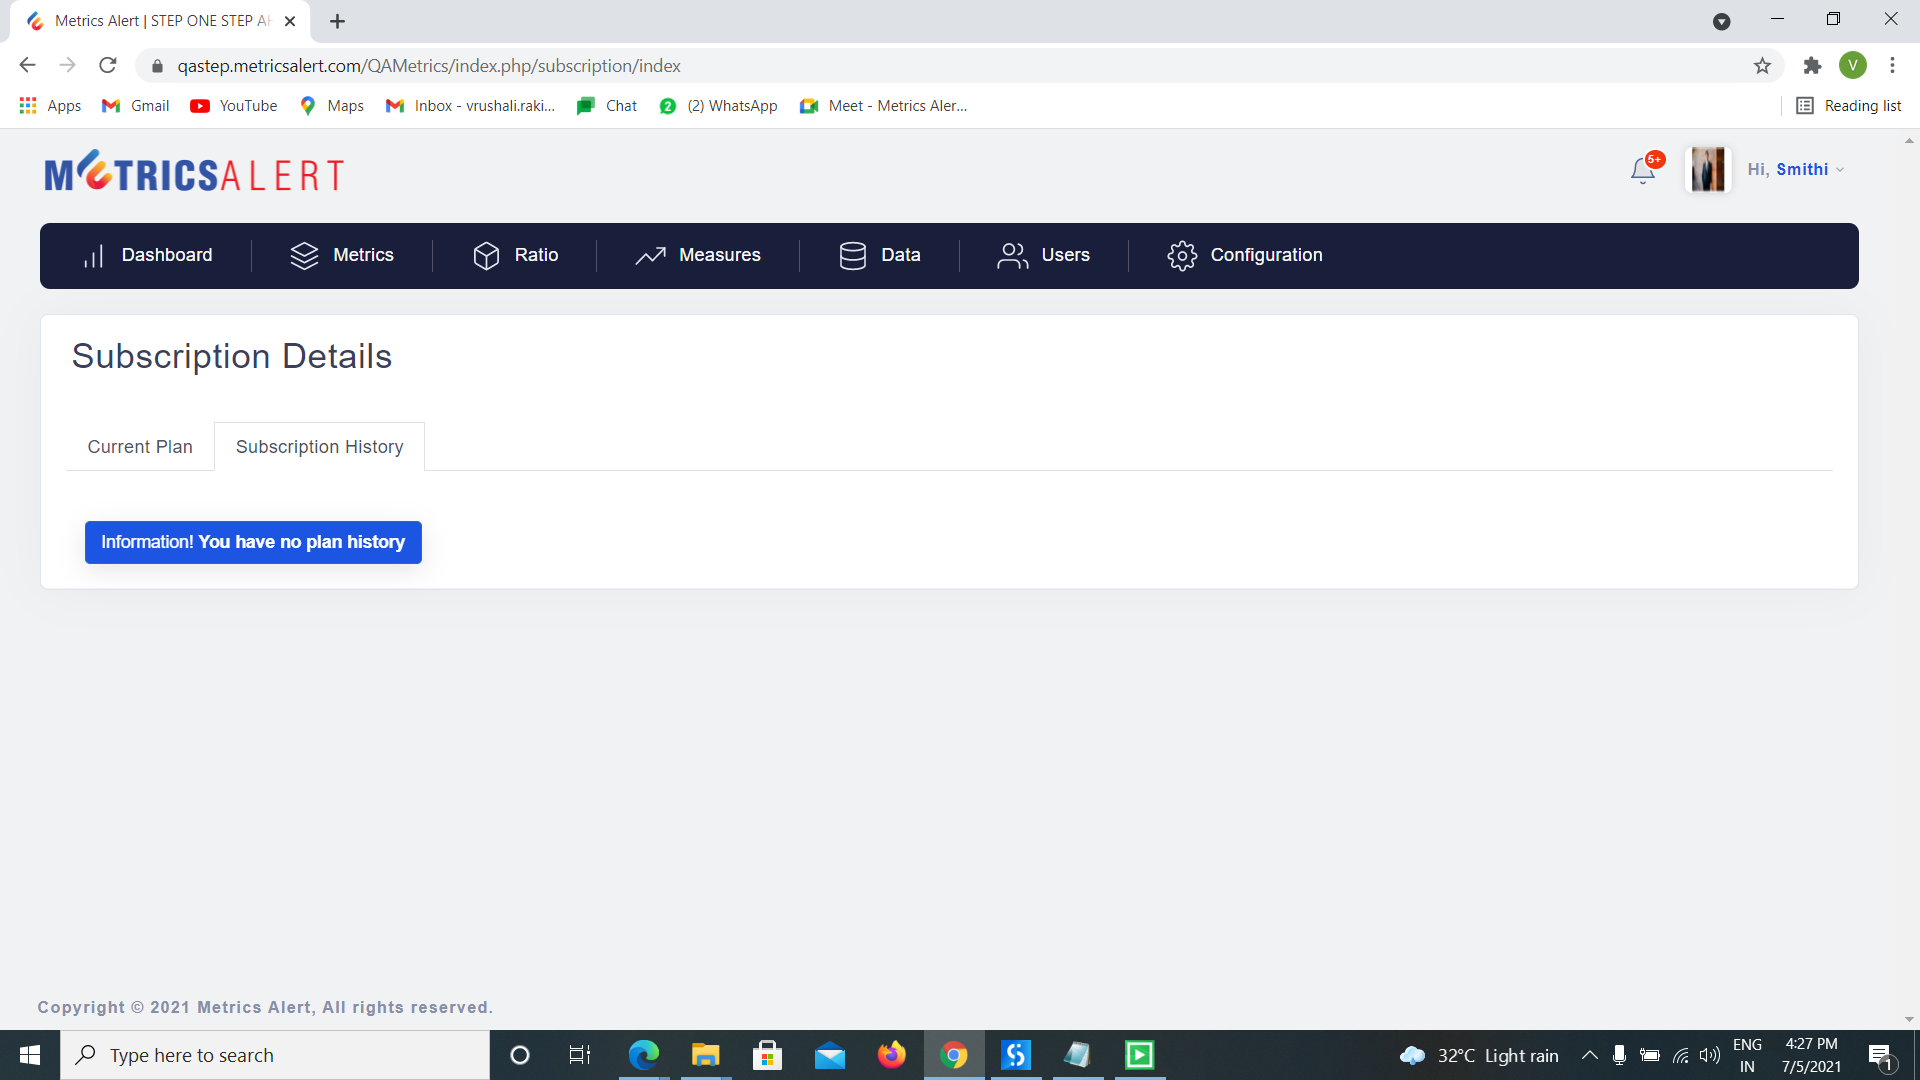 Metrics Alert | STEP ONE STEP AH
qastep.metricsalert.com/QAMetrics/index.php/subscription/index
V
Apps Gmail YouTube Maps Inbox - vrushali.raki... Chat 2 (2) WhatsApp Meet - Metrics Aler... Reading list
METRICSALERT
5+
Hi, Smithi
Dashboard Metrics Ratio Measures Data Users Configuration
Subscription Details
Current Plan Subscription History
Information! You have no plan history
Copyright © 2021 Metrics Alert, All rights reserved.
Type here to search
32°C Light rain
ENG
IN
4:27 PM
7/5/2021
1